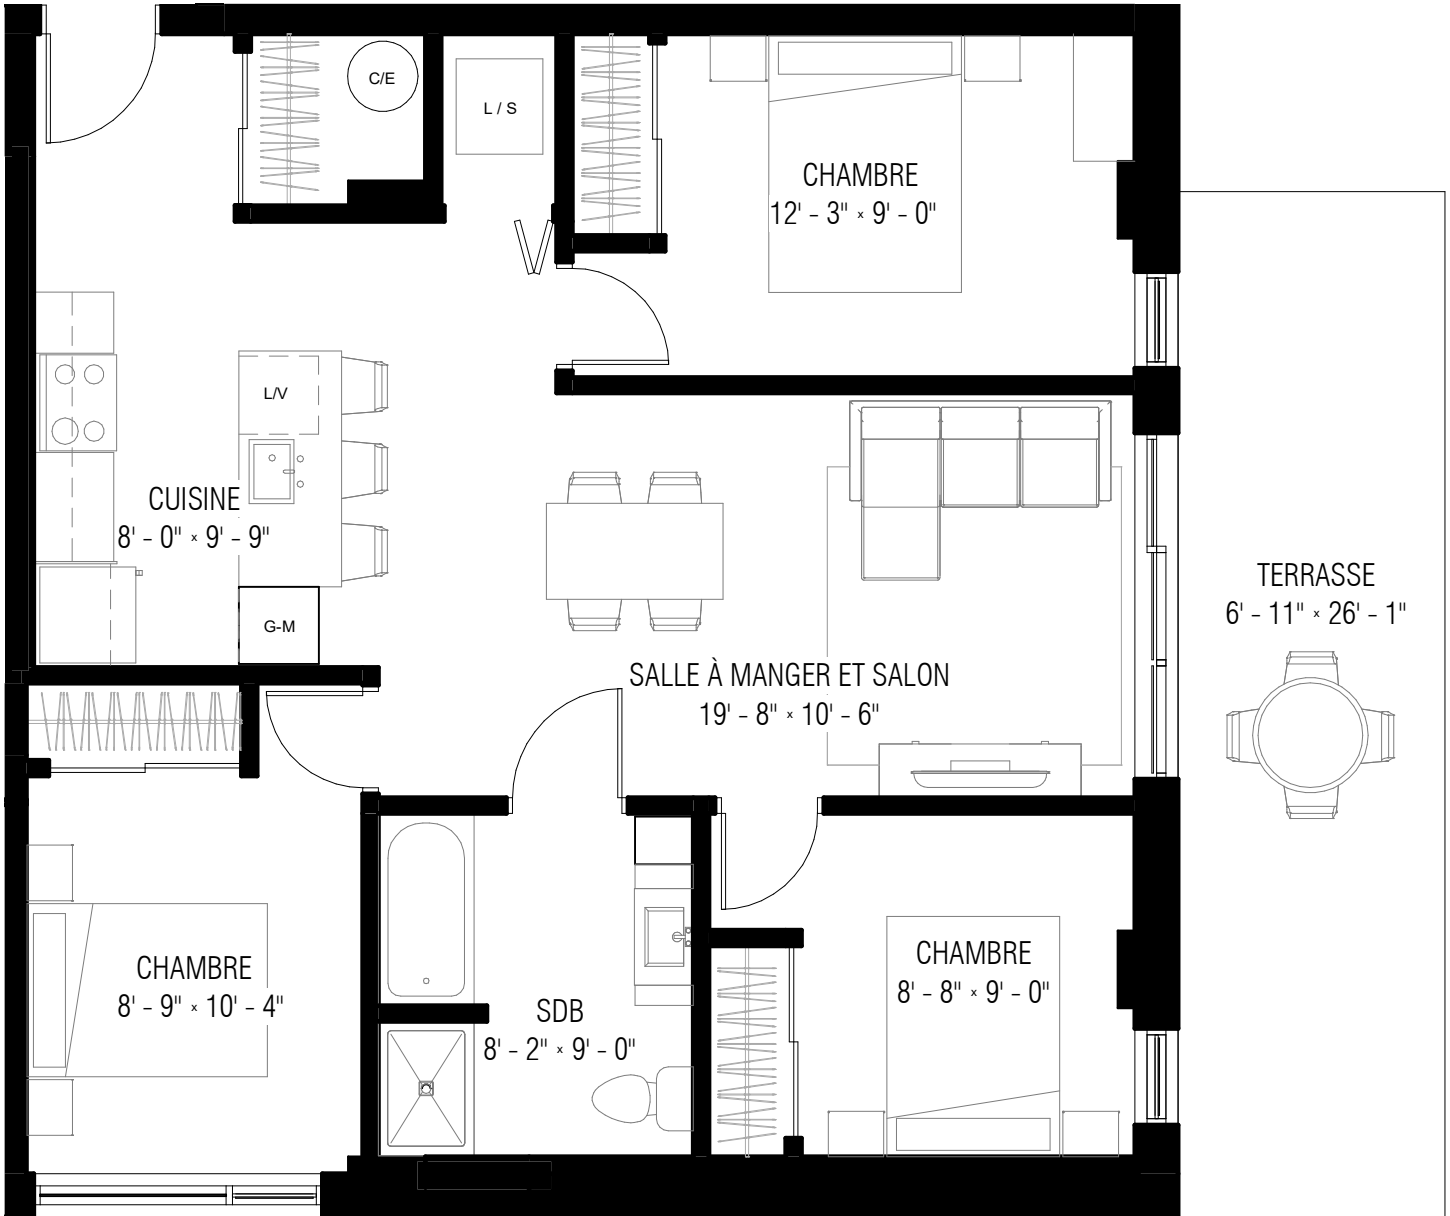 C/E
L / S
CHAMBRE
12' - 3" × 9' - 0"
L/V
CUISINE
8' - 0" × 9' - 9"
G-M
TERRASSE
6' - 11" × 26' - 1"
SALLE À MANGER ET SALON
19' - 8" × 10' - 6"
CHAMBRE
8' - 9" × 10' - 4"
SDB
8' - 2" × 9' - 0"
CHAMBRE
8' - 8" × 9' - 0"